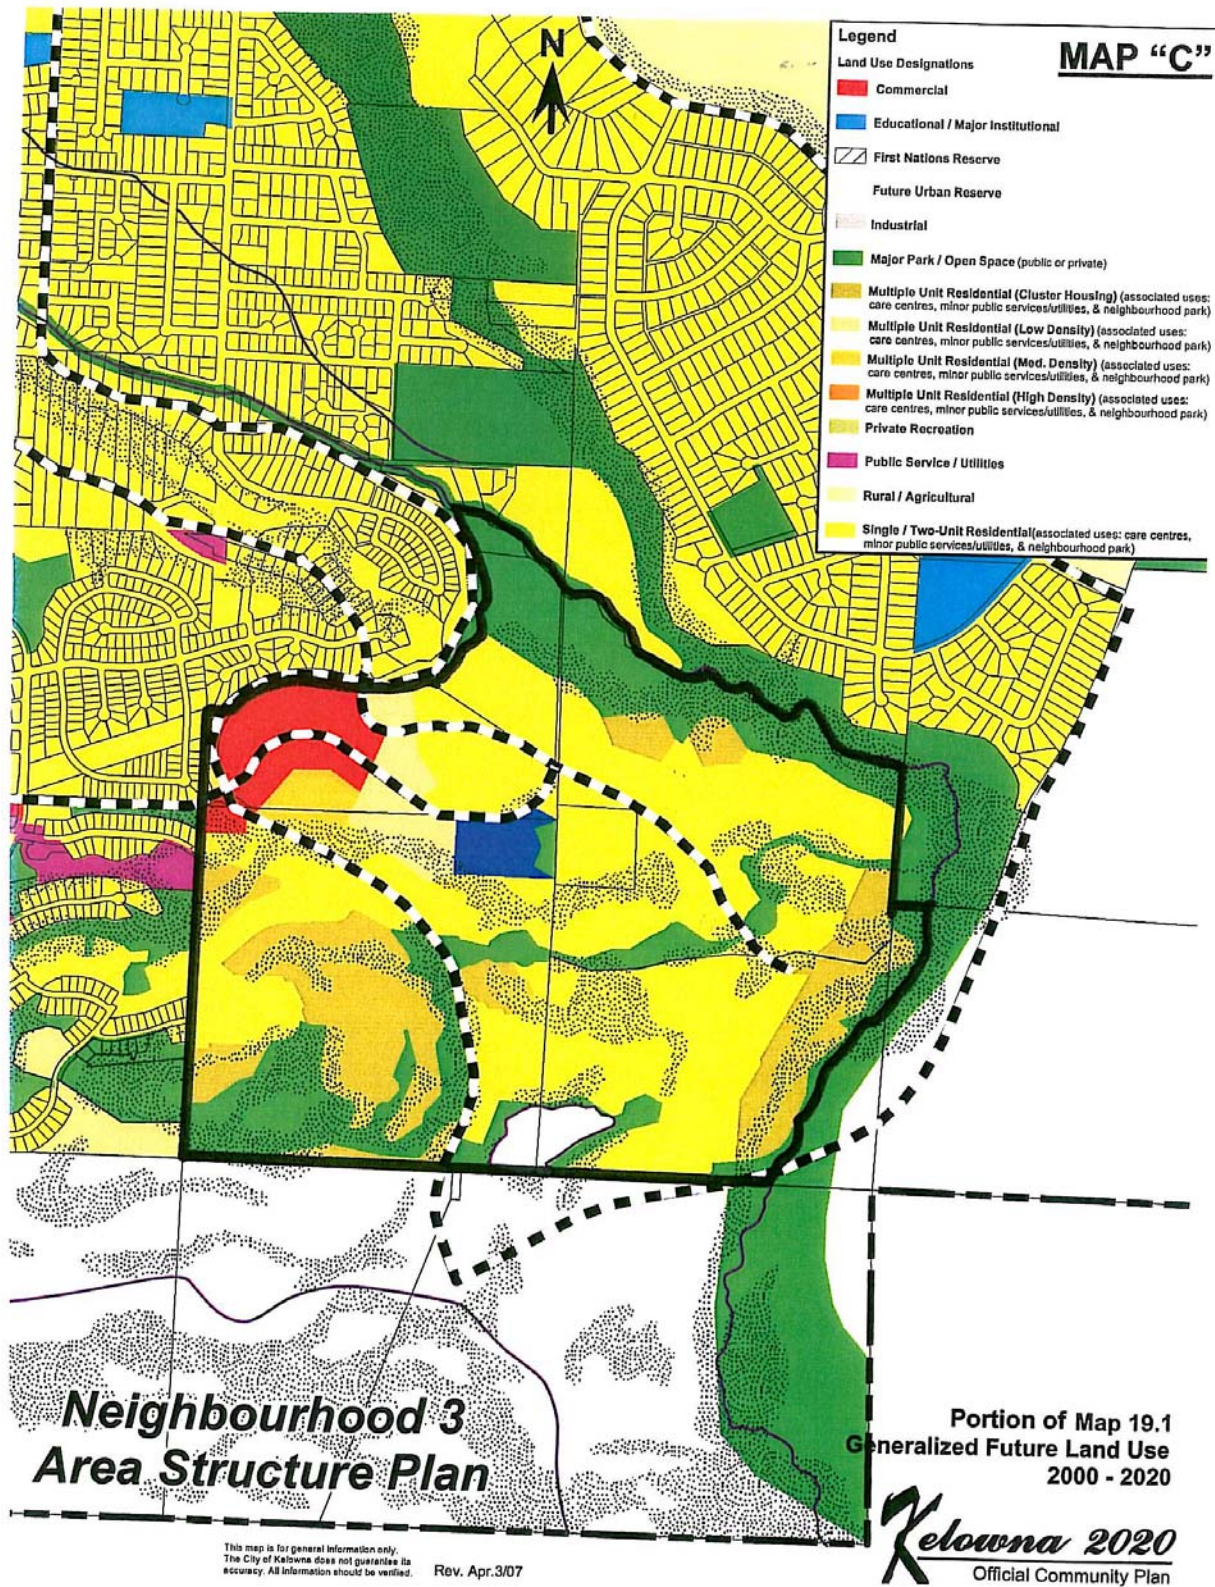 N
Legend
MAP “C”
Land Use Designations
Commercial
Educational / Major Institutional
First Nations Reserve
Future Urban Reserve
Industrial
Major Park / Open Space (public or private)
Multiple Unit Residential (Cluster Housing) (associated uses:
care centres, minor public services/utilities, & neighbourhood park)
Multiple Unit Residential (Low Density) (associated uses:
care centres, minor public services/utilities, & neighbourhood park)
Multiple Unit Residential (Med. Density) (associated uses:
care centres, minor public services/utilities, & neighbourhood park)
Multiple Unit Residential (High Density) (associated uses:
care centres, minor public services/utilities, & neighbourhood park)
Private Recreation
Public Service / Utilities
Rural / Agricultural
Single / Two-Unit Residential(associated uses: care centres,
minor public services/utilities, & neighbourhood park)
Neighbourhood 3
Area Structure Plan
Portion of Map 19.1
Generalized Future Land Use
2000 - 2020
Kelowna 2020
Official Community Plan
This map is for general information only.
The City of Kelowna does not guarantee its
accuracy. All information should be verified.
Rev. Apr.3/07